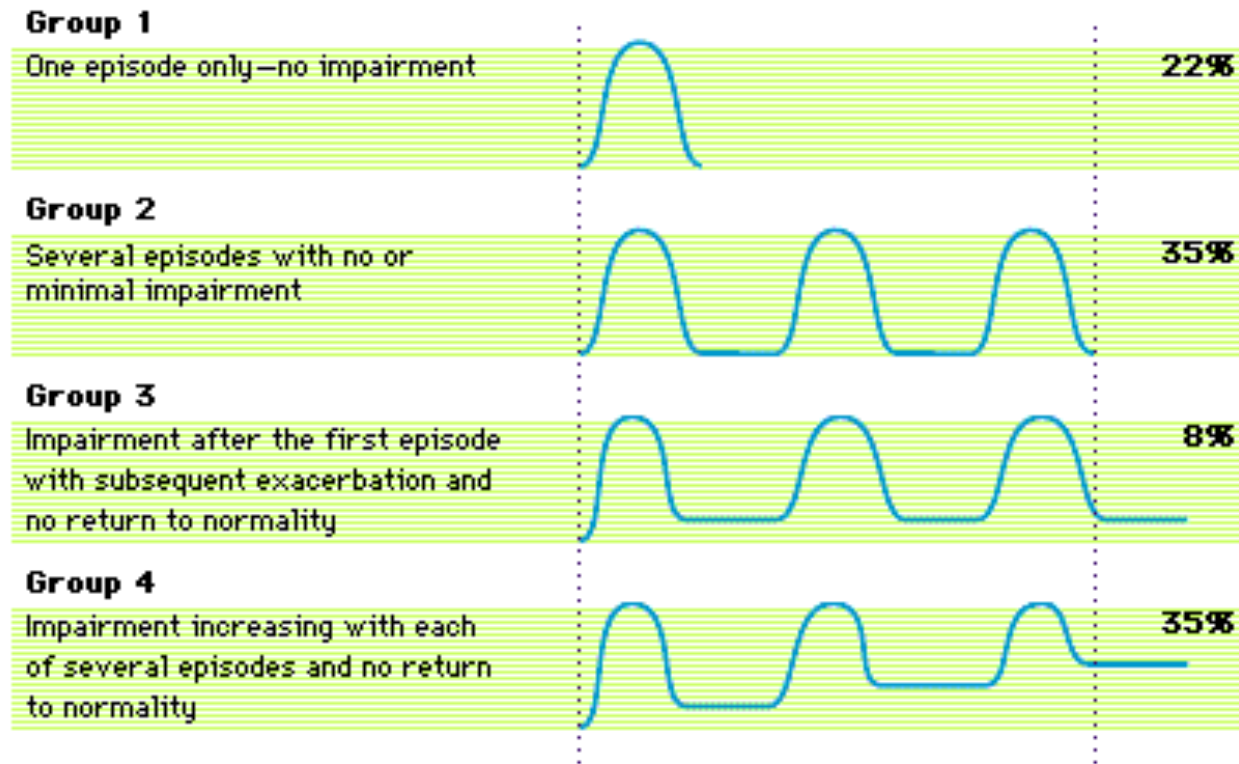 Group 1
One episode only—no impairment
22%
Group 2
Several episodes with no or
minimal impairment
35%
Group 3
Impairment after the first episode
with subsequent exacerbation and
no return to normality
8%
Group 4
Impairment increasing with each
of several episodes and no return
to normality
35%